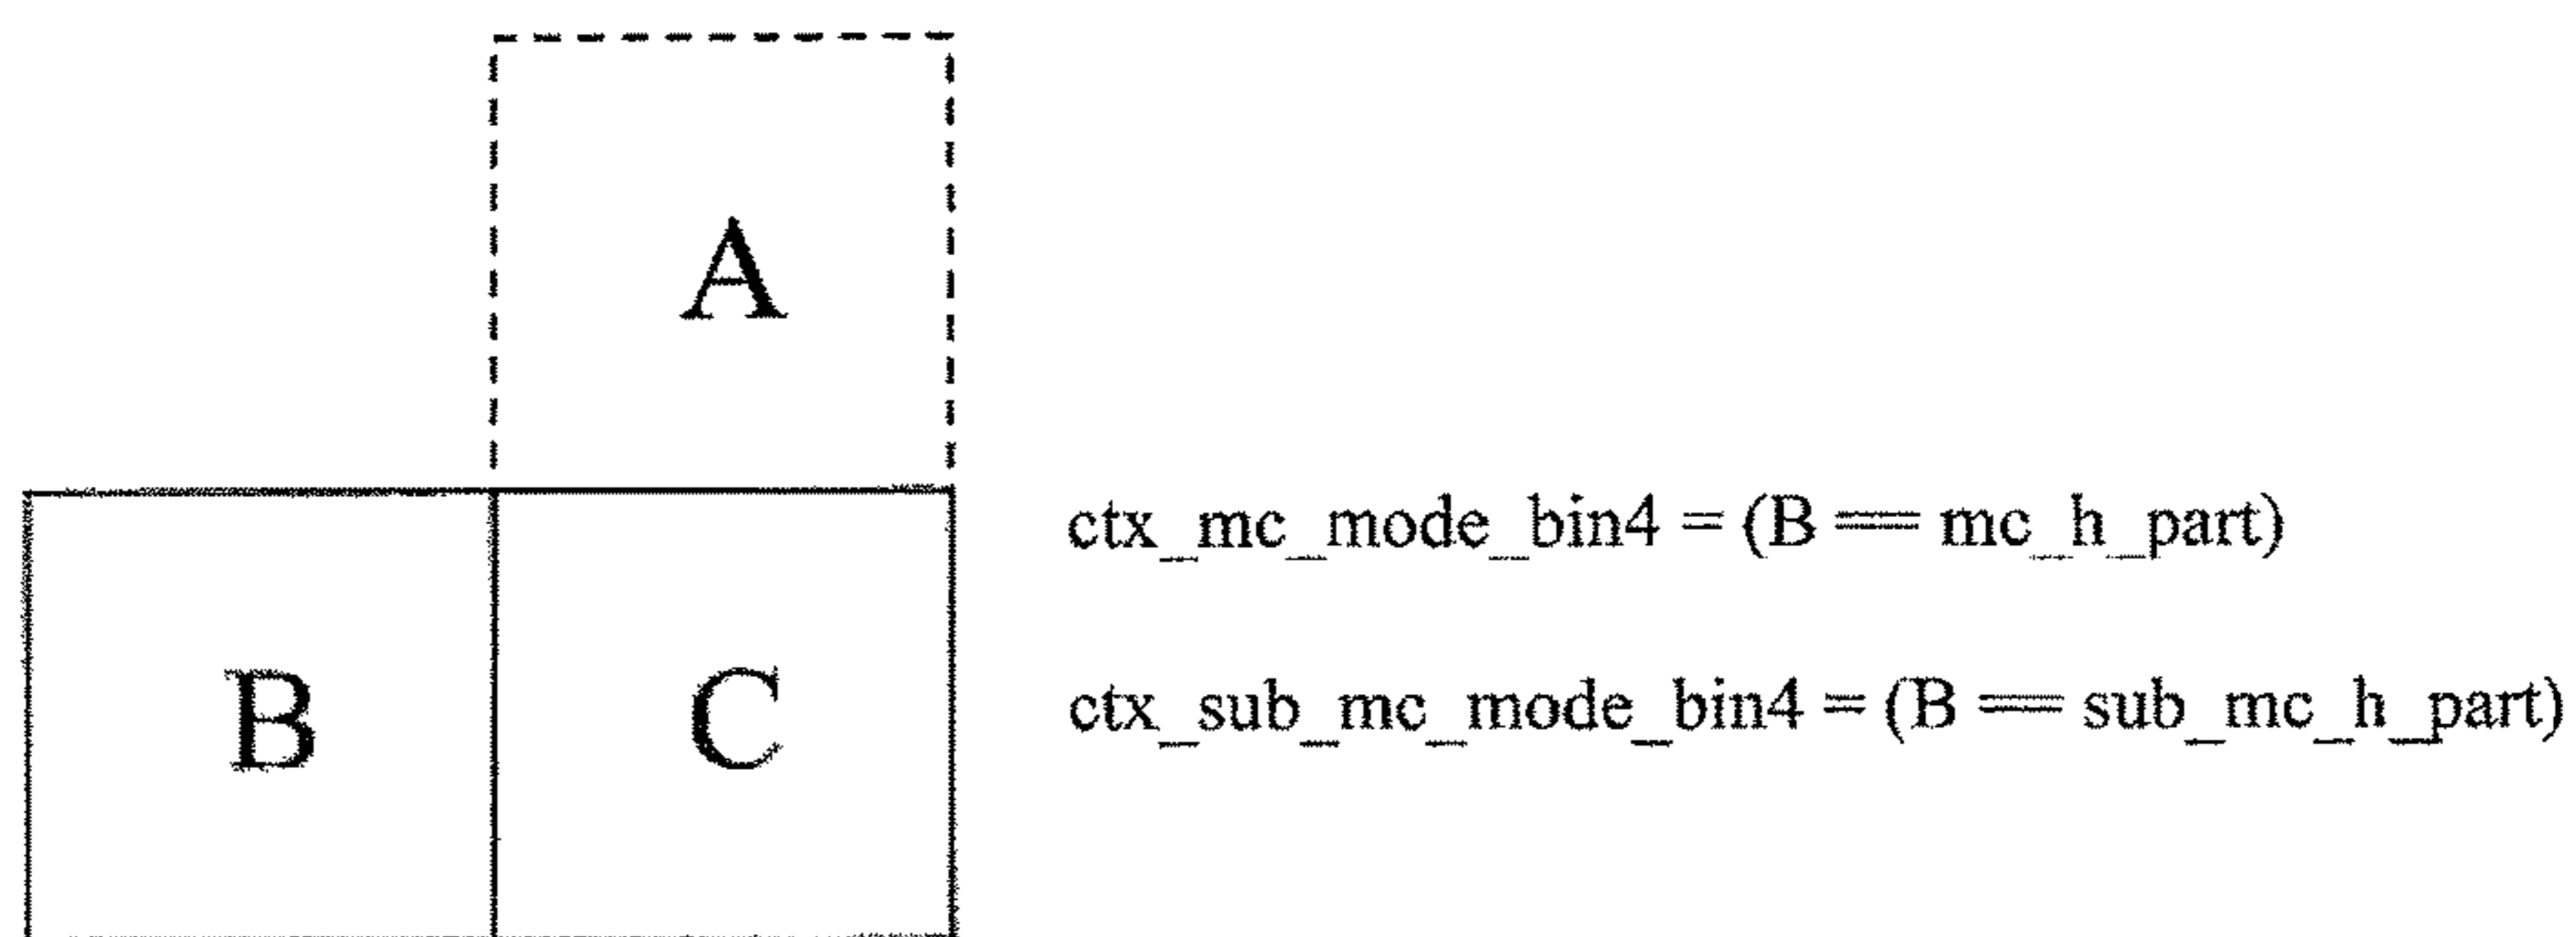 A
ctx_mc_mode_bin4 = (B == mc_h_part)
B C
ctx_sub_mc_mode_bin4 = (B == sub_mc_h_part)